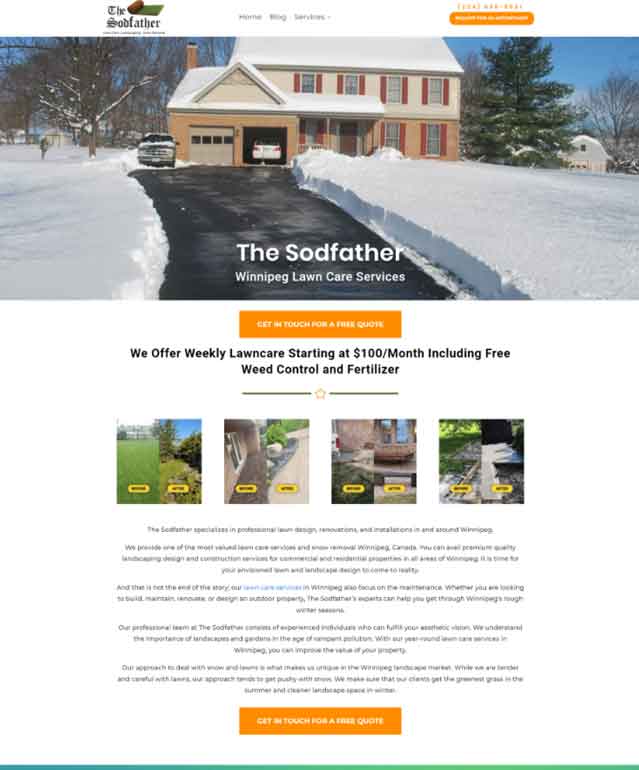 The
Sodfather
Home Blog Services
REQUEST FOR AN APPOINTMENT
The Sodfather
Winnipeg Lawn Care Services
GET IN TOUCH FOR A FREE QUOTE
We Offer Weekly Lawncare Starting at $100/Month Including Free
Weed Control and Fertilizer
BEFORE AFTER BEFORE AFTER BEFORE AFTER BEFORE AFTER
The Sodfather specializes in professional lawn design, renovations, and installations in and around Winnipeg.
We provide one of the most valued lawn care services and snow removal Winnipeg, Canada. You can avail premium quality
landscaping design and construction services for commercial and residential properties in all areas of Winnipeg. It is time for
your envisioned lawn and landscape design to come to reality.
And that is not the end of the story; our lawn care services in Winnipeg also focus on the maintenance. Whether you are looking
to build, maintain, renovate, or design an outdoor property, The Sodfather's experts can help you get through Winnipeg's rough
winter seasons.
Our professional team at The Sodfather consists of experienced individuals who can fulfill your aesthetic vision. We understand
the importance of landscapes and gardens in the age of rampant pollution. With our year-round lawn care services in
Winnipeg, you can improve the value of your property.
Our approach to deal with snow and lawns is what makes us unique in the Winnipeg landscape market. While we are tender
and careful with lawns, our approach tends to get pushy with snow. We make sure that our clients get the greenest grass in the
summer and cleaner landscape space in winter.
GET IN TOUCH FOR A FREE QUOTE